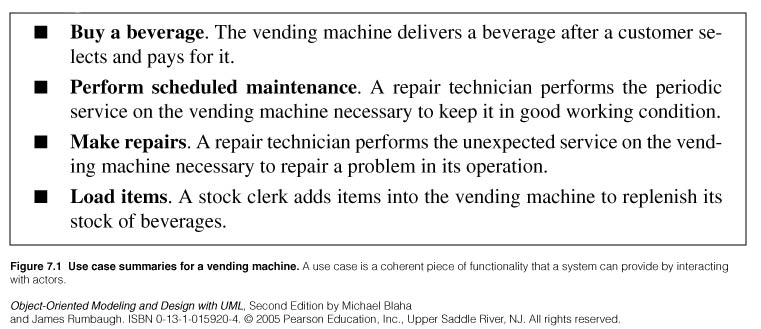 ■ Buy a beverage. The vending machine delivers a beverage after a customer se-
lects and pays for it.
■ Perform scheduled maintenance. A repair technician performs the periodic
service on the vending machine necessary to keep it in good working condition.
■ Make repairs. A repair technician performs the unexpected service on the vend-
ing machine necessary to repair a problem in its operation.
■ Load items. A stock clerk adds items into the vending machine to replenish its
stock of beverages.
Figure 7.1 Use case summaries for a vending machine. A use case is a coherent piece of functionality that a system can provide by interacting
with actors.
Object-Oriented Modeling and Design with UML, Second Edition by Michael Blaha
and James Rumbaugh. ISBN 0-13-1-015920-4. © 2005 Pearson Education, Inc., Upper Saddle River, NJ. All rights reserved.